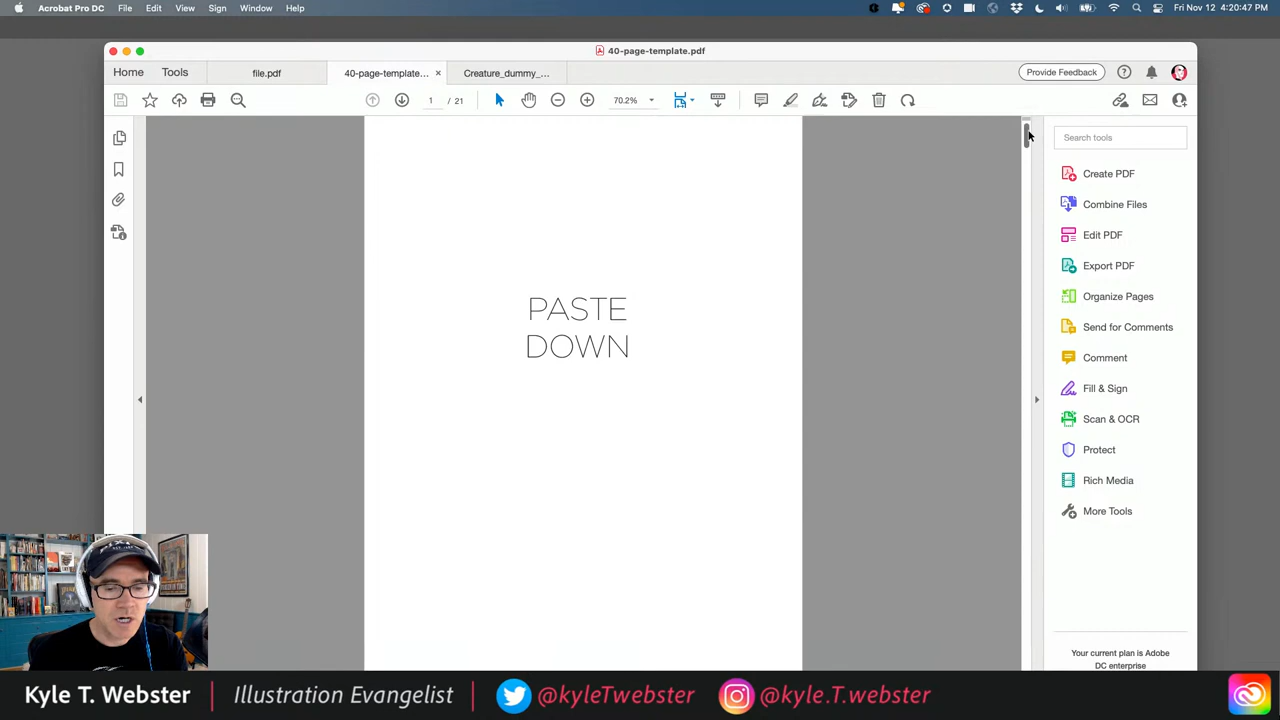 Acrobat Pro DC File Edit View Sign Window Help Fri Nov 12 4:20:47 PM
40-page-template.pdf
Home Tools file.pdf 40-page-template... × Creature_dummy_... Provide Feedback
1 / 21 70.2%
Search tools
Create PDF
Combine Files
Edit PDF
Export PDF
Organize Pages
Send for Comments
Comment
Fill & Sign
Scan & OCR
Protect
Rich Media
More Tools
PASTE
DOWN
Your current plan is Adobe
DC enterprise
Kyle T. Webster | Illustration Evangelist | @kyleTwebster @kyle.T.webster